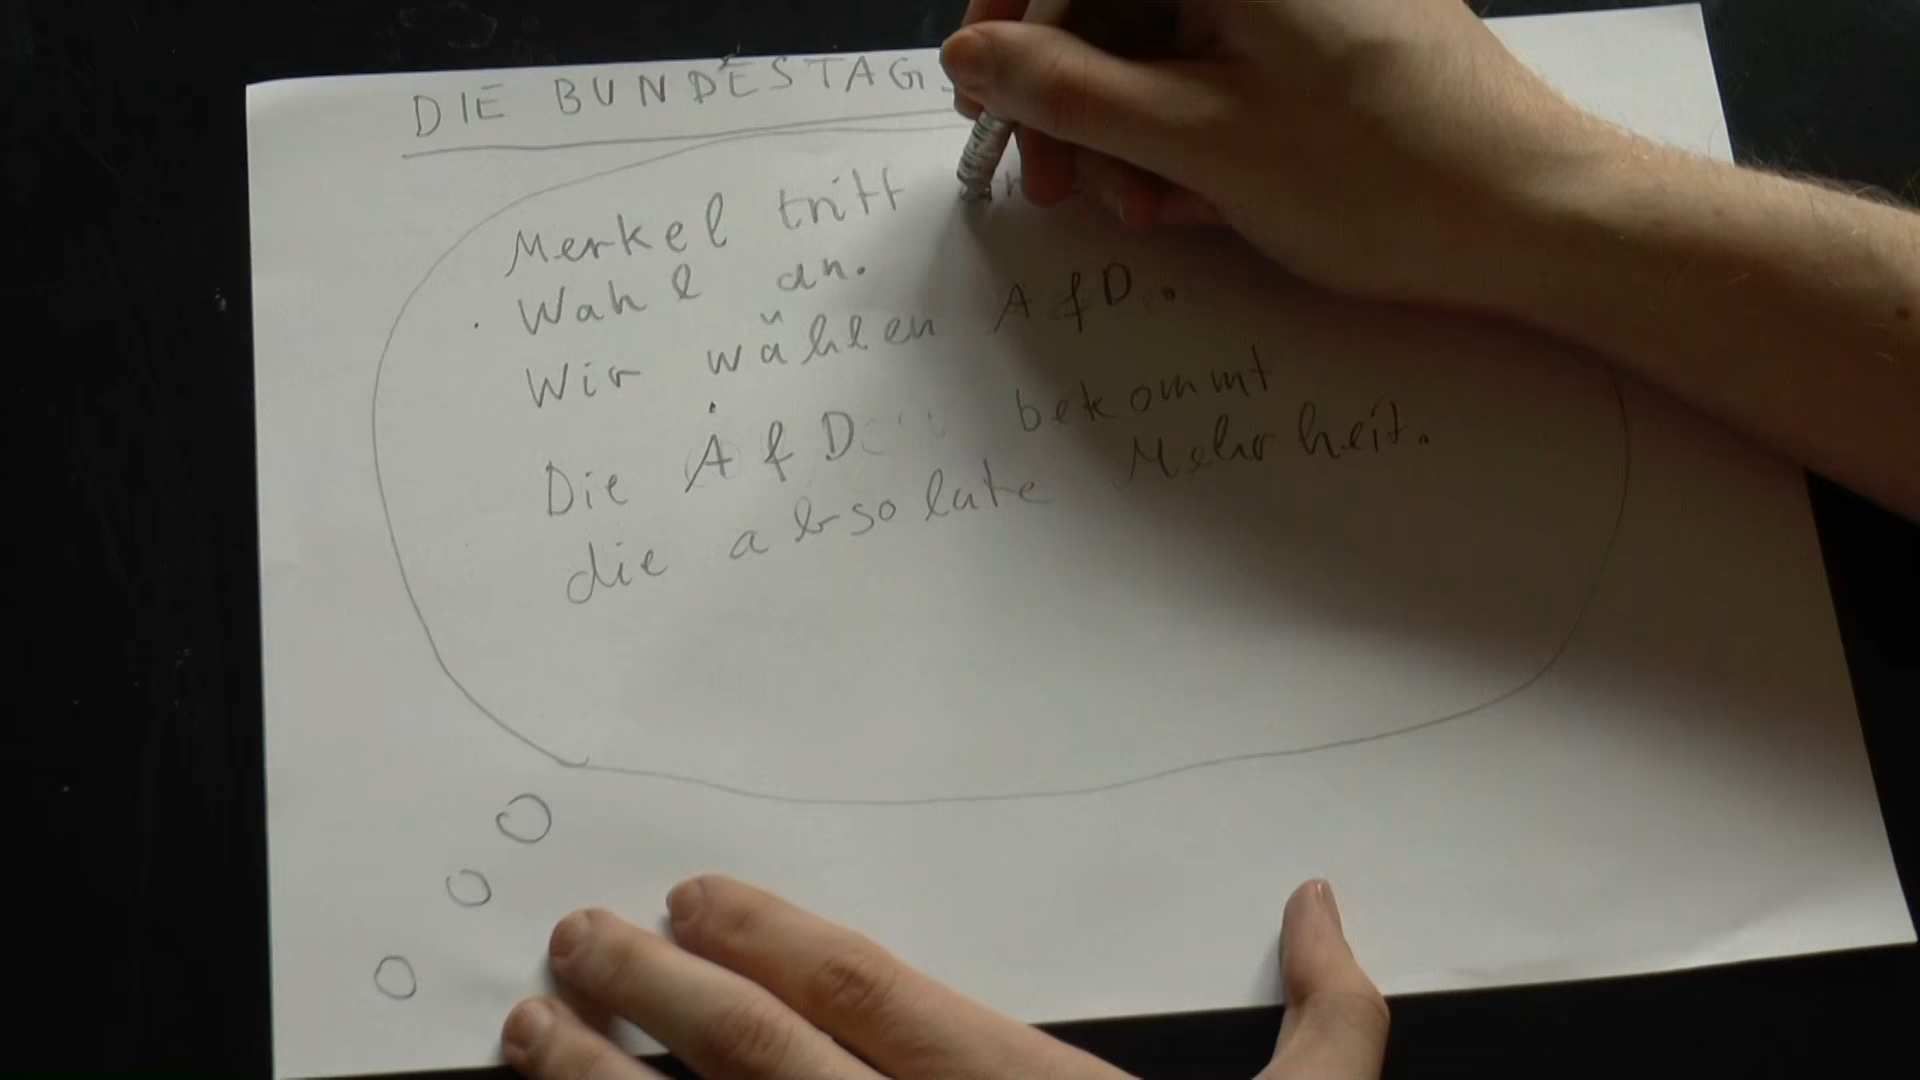 DIE BUNDESTAGS
Merkel tritt
Wahl an.
Wir wählen AfD.
Die AfD bekommt
die absolute Mehrheit.